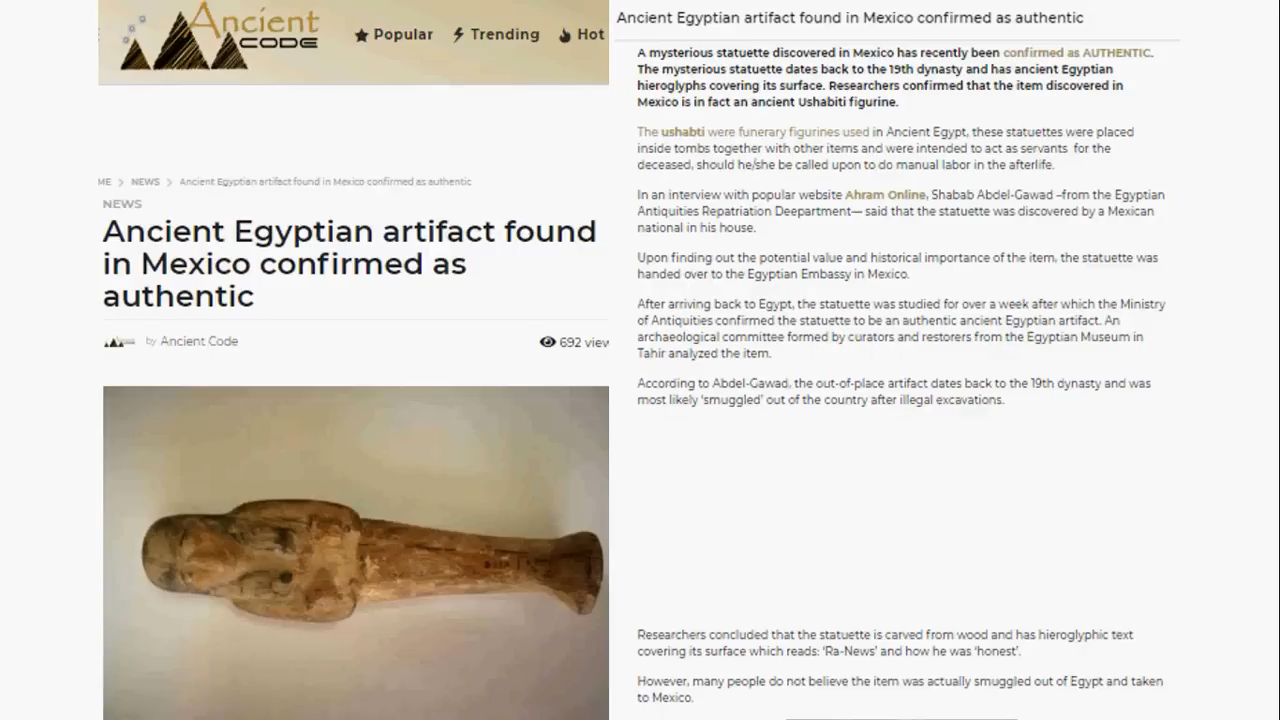 Ancient
CODE
Popular
Trending
Hot
ME > NEWS > Ancient Egyptian artifact found in Mexico confirmed as authentic
NEWS
Ancient Egyptian artifact found
in Mexico confirmed as
authentic
by Ancient Code
692 view
Ancient Egyptian artifact found in Mexico confirmed as authentic
A mysterious statuette discovered in Mexico has recently been confirmed as AUTHENTIC.
The mysterious statuette dates back to the 19th dynasty and has ancient Egyptian
hieroglyphs covering its surface. Researchers confirmed that the item discovered in
Mexico is in fact an ancient Ushabiti figurine.
The ushabti were funerary figurines used in Ancient Egypt, these statuettes were placed
inside tombs together with other items and were intended to act as servants for the
deceased, should he/she be called upon to do manual labor in the afterlife.
In an interview with popular website Ahram Online, Shabab Abdel-Gawad –from the Egyptian
Antiquities Repatriation Deepartment— said that the statuette was discovered by a Mexican
national in his house.
Upon finding out the potential value and historical importance of the item, the statuette was
handed over to the Egyptian Embassy in Mexico.
After arriving back to Egypt, the statuette was studied for over a week after which the Ministry
of Antiquities confirmed the statuette to be an authentic ancient Egyptian artifact. An
archaeological committee formed by curators and restorers from the Egyptian Museum in
Tahir analyzed the item.
According to Abdel-Gawad, the out-of-place artifact dates back to the 19th dynasty and was
most likely ‘smuggled’ out of the country after illegal excavations.
Researchers concluded that the statuette is carved from wood and has hieroglyphic text
covering its surface which reads: ‘Ra-News’ and how he was ‘honest’.
However, many people do not believe the item was actually smuggled out of Egypt and taken
to Mexico.